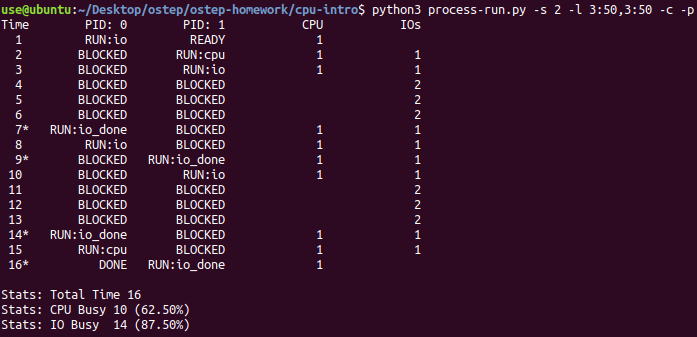 use@ubuntu:~/Desktop/ostep/ostep-homework/cpu-intro$ python3 process-run.py -s 2 -l 3:50,3:50 -c -p
Time PID: 0 PID: 1 CPU IOs
1 RUN:io READY 1
2 BLOCKED RUN:cpu 1 1
3 BLOCKED RUN:io 1 1
4 BLOCKED BLOCKED 2
5 BLOCKED BLOCKED 2
6 BLOCKED BLOCKED 2
7* RUN:io_done BLOCKED 1 1
8 RUN:io BLOCKED 1 1
9* BLOCKED RUN:io_done 1 1
10 BLOCKED RUN:io 1 1
11 BLOCKED BLOCKED 2
12 BLOCKED BLOCKED 2
13 BLOCKED BLOCKED 2
14* RUN:io_done BLOCKED 1 1
15 RUN:cpu BLOCKED 1 1
16* DONE RUN:io_done 1
Stats: Total Time 16
Stats: CPU Busy 10 (62.50%)
Stats: IO Busy 14 (87.50%)